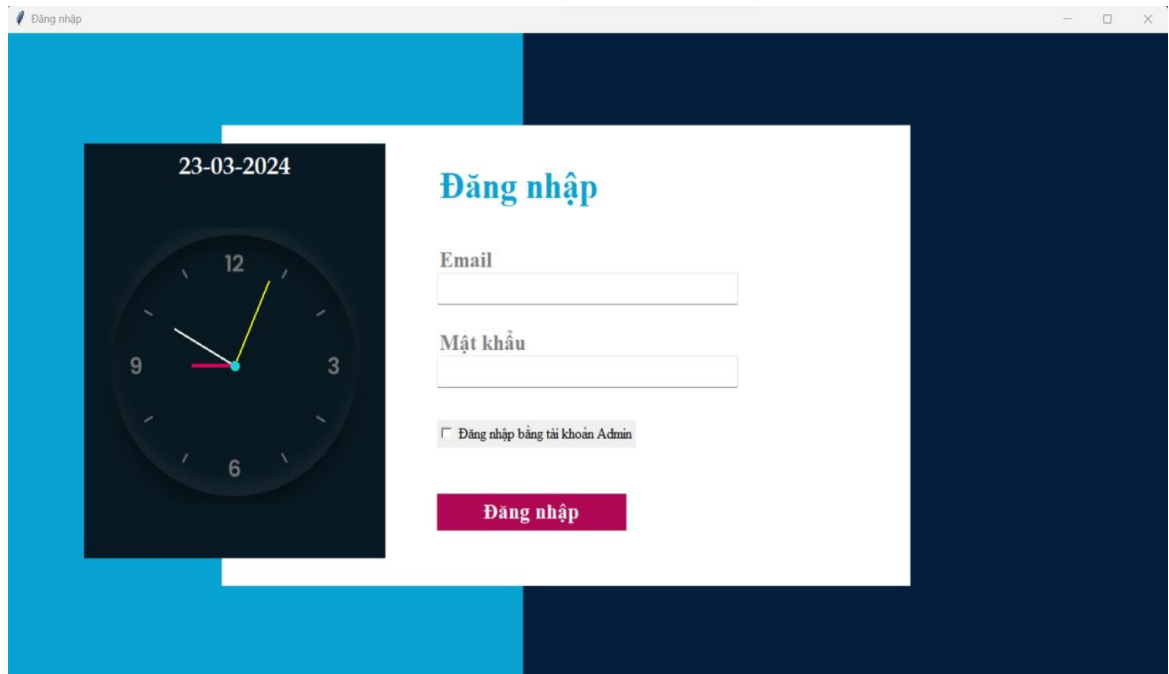 Đăng nhập
23-03-2024
12
9
3
6
Đăng nhập
Email
Mật khẩu
Đăng nhập bằng tài khoản Admin
Đăng nhập